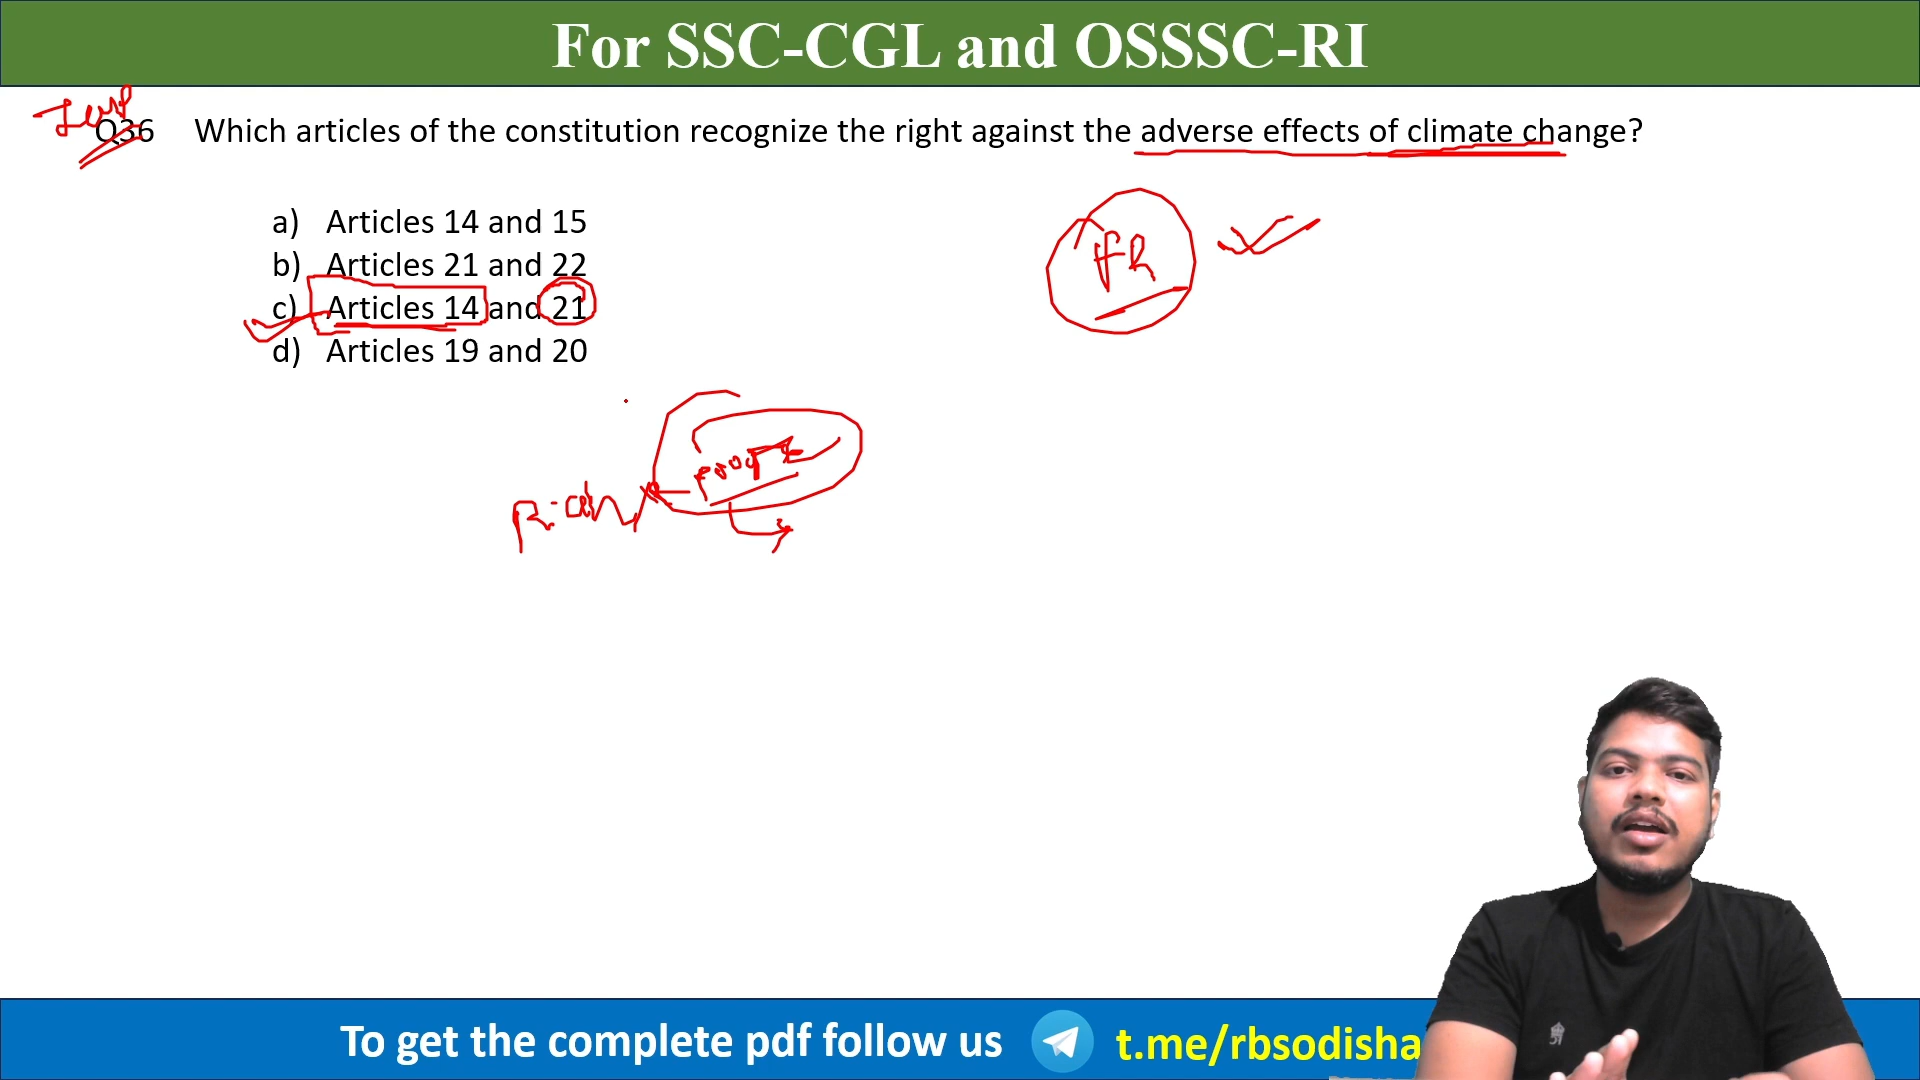 For SSC-CGL and OSSSC-RI
Imp
Q36 Which articles of the constitution recognize the right against the adverse effects of climate change?
a) Articles 14 and 15
b) Articles 21 and 22
c) Articles 14 and 21
d) Articles 19 and 20
FR
To get the complete pdf follow us t.me/rbsodisha